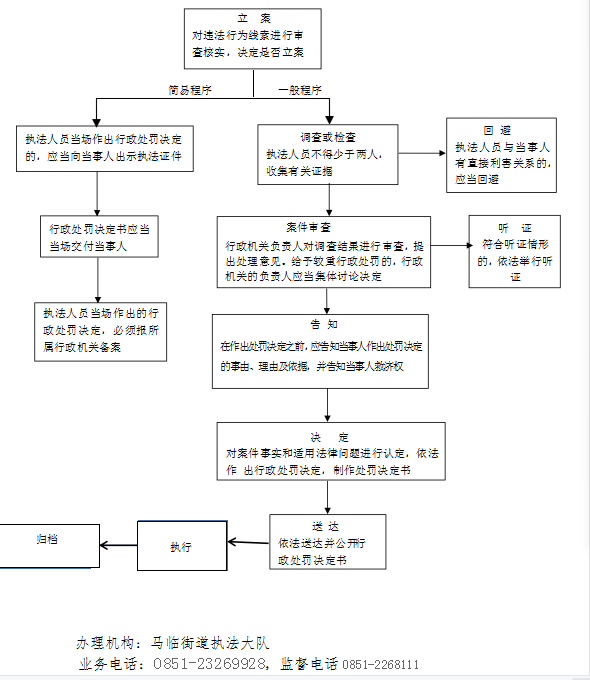 立 案
对违法行为线索进行审
查核实，决定是否立案
简易程序
一般程序
执法人员当场作出行政处罚决定
的，应当向当事人出示执法证件
行政处罚决定书应当
当场交付当事人
执法人员当场作出的行
政处罚决定，必须报所
属行政机关备案
调查或检查
执法人员不得少于两人，
收集有关证据
回 避
执法人员与当事人
有直接利害关系的，
应当回避
案件审查
行政机关负责人对调查结果进行审查，提
出处理意见。给予较重行政处罚的，行政
机关的负责人应当集体讨论决定
听 证
符合听证情形
的，依法举行听
证
告 知
在作出处罚决定之前，应告知当事人作出处罚决定
的事由、理由及依据，并告知当事人救济权
决 定
对案件事实和适用法律问题进行认定，依法
作 出行政处罚决定，制作处罚决定书
送 达
依法送达并公开行
政处罚决定书
执行
归档
办理机构：马临街道执法大队
业务电话：0851-23269928，监督电话 0851-2268111